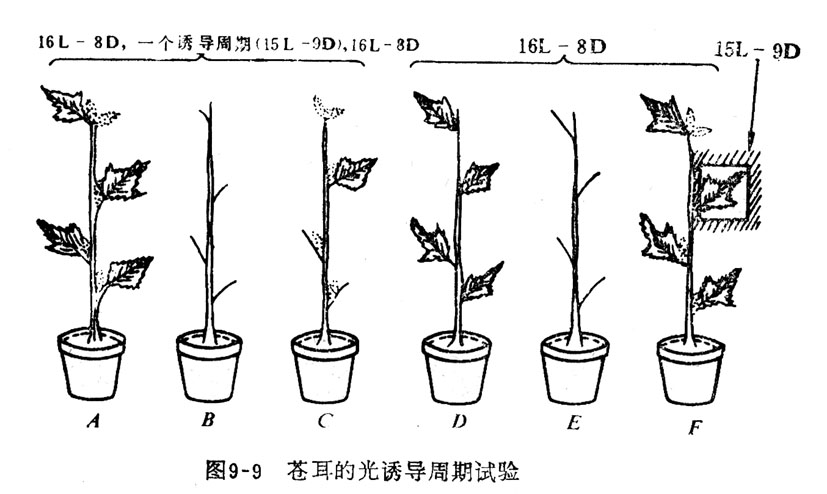 16L-8D, 一个诱导周期(15L-9D), 16L-8D
16L-8D
15L-9D
A B C D E F
图9-9 苍耳的光诱导周期试验